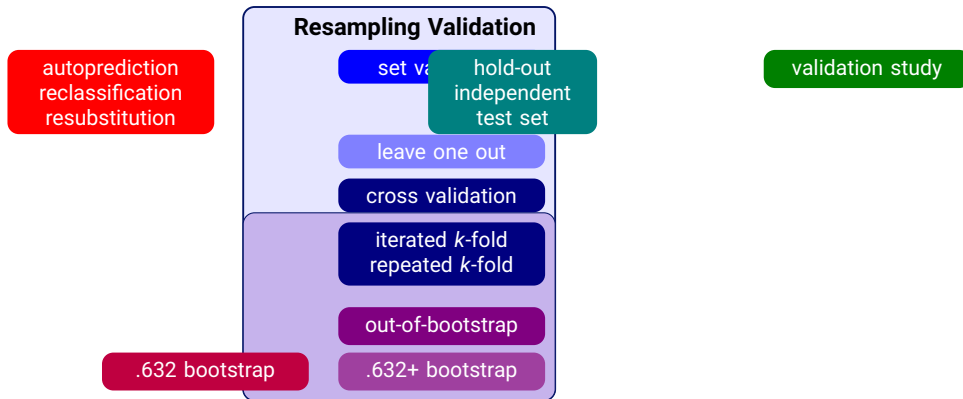 Resampling Validation
autoprediction
reclassification
resubstitution
set
hold-out
independent
test set
validation study
leave one out
cross validation
iterated k-fold
repeated k-fold
out-of-bootstrap
.632 bootstrap
.632+ bootstrap